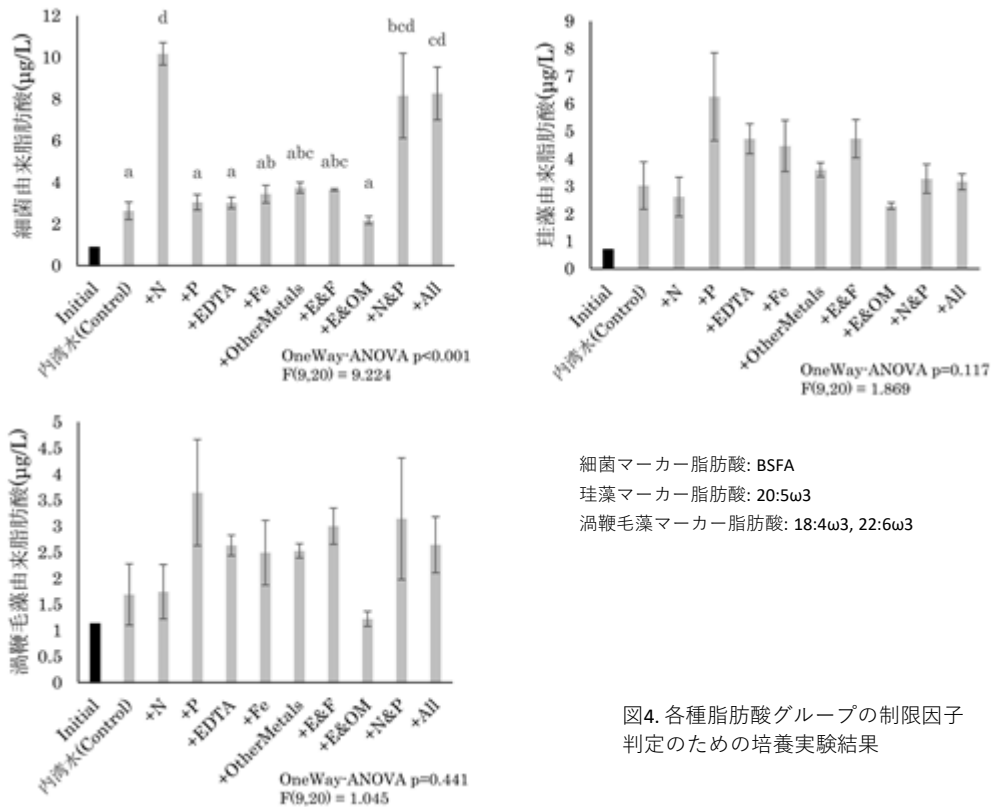 細菌由来脂肪酸(µg/L)
12
10
8
6
4
2
0
d
bcd
cd
a
a
a
ab
abc
abc
a
Initial
内湾水(Control)
+N
+P
+EDTA
+Fe
+OtherMetals
+E&F
+E&OM
+N&P
+All
OneWay-ANOVA p<0.001
F(9,20) = 9.224
珪藻由来脂肪酸(µg/L)
9
8
7
6
5
4
3
2
1
0
Initial
内湾水(Control)
+N
+P
+EDTA
+Fe
+OtherMetals
+E&F
+E&OM
+N&P
+All
OneWay-ANOVA p=0.117
F(9,20) = 1.869
渦鞭毛藻由来脂肪酸(µg/L)
5
4.5
4
3.5
3
2.5
2
1.5
1
0.5
0
Initial
内湾水(Control)
+N
+P
+EDTA
+Fe
+OtherMetals
+E&F
+E&OM
+N&P
+All
OneWay-ANOVA p=0.441
F(9,20) = 1.045
細菌マーカー脂肪酸: BSFA
珪藻マーカー脂肪酸: 20:5ω3
渦鞭毛藻マーカー脂肪酸: 18:4ω3, 22:6ω3
図4. 各種脂肪酸グループの制限因子
判定のための培養実験結果